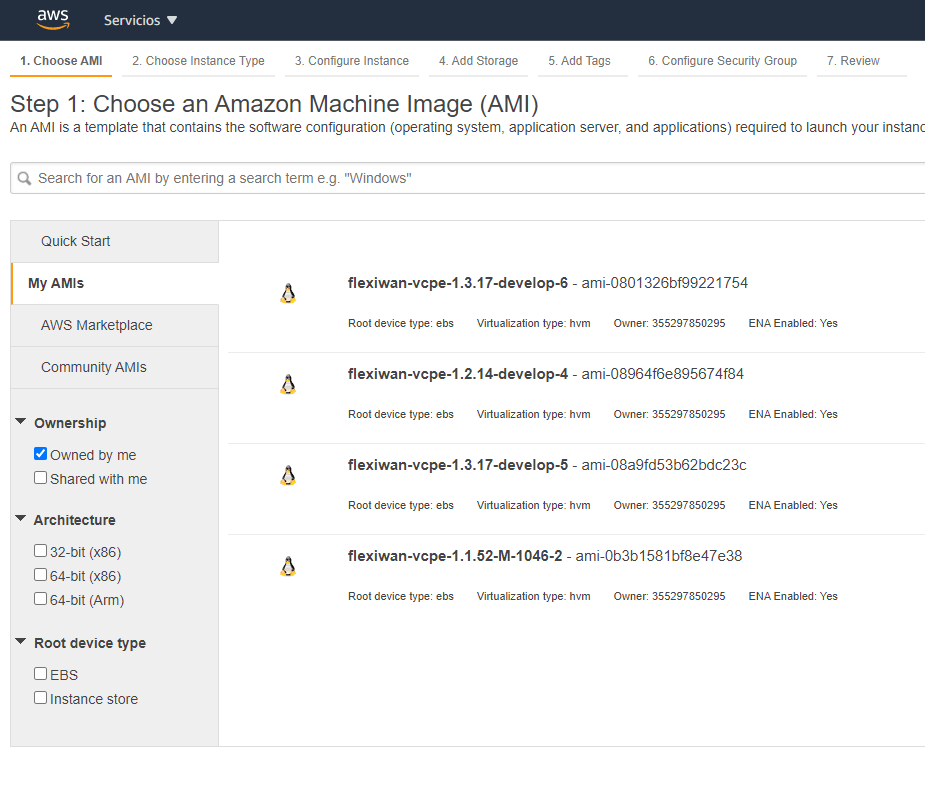 aws Servicios
1. Choose AMI 2. Choose Instance Type 3. Configure Instance 4. Add Storage 5. Add Tags 6. Configure Security Group 7. Review
Step 1: Choose an Amazon Machine Image (AMI)
An AMI is a template that contains the software configuration (operating system, application server, and applications) required to launch your instanc
Search for an AMI by entering a search term e.g. "Windows"
Quick Start
My AMIs
AWS Marketplace
Community AMIs
Ownership
Owned by me
Shared with me
Architecture
32-bit (x86)
64-bit (x86)
64-bit (Arm)
Root device type
EBS
Instance store
flexiwan-vcpe-1.3.17-develop-6 - ami-0801326bf99221754
Root device type: ebs Virtualization type: hvm Owner: 355297850295 ENA Enabled: Yes
flexiwan-vcpe-1.2.14-develop-4 - ami-08964f6e895674f84
Root device type: ebs Virtualization type: hvm Owner: 355297850295 ENA Enabled: Yes
flexiwan-vcpe-1.3.17-develop-5 - ami-08a9fd53b62bdc23c
Root device type: ebs Virtualization type: hvm Owner: 355297850295 ENA Enabled: Yes
flexiwan-vcpe-1.1.52-M-1046-2 - ami-0b3b1581bf8e47e38
Root device type: ebs Virtualization type: hvm Owner: 355297850295 ENA Enabled: Yes